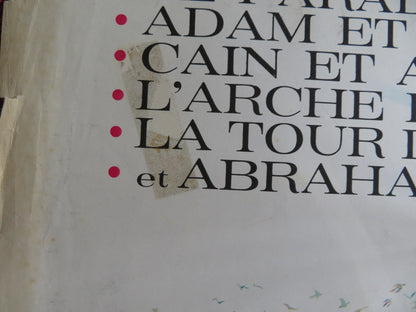 • ADAM ET
• CAIN ET A
• L'ARCHE
• LA TOUR D
• et ABRAHA